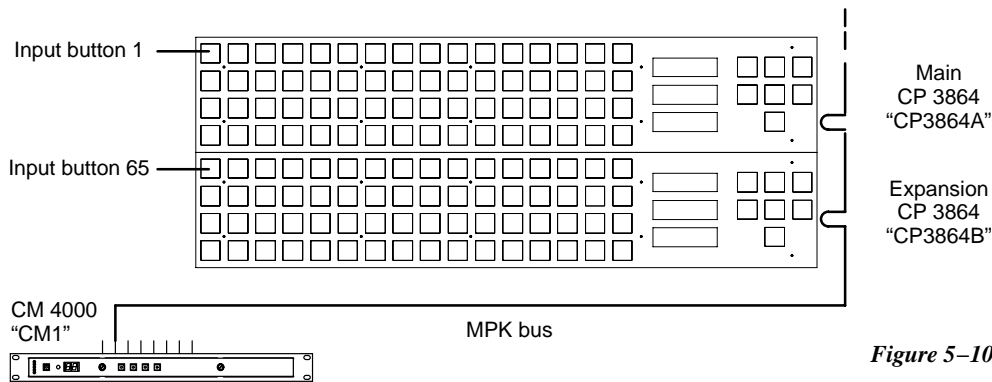 Input button 1
Main
CP 3864
“CP3864A”
Input button 65
Expansion
CP 3864
“CP3864B”
CM 4000
“CM1”
MPK bus
Figure 5–10